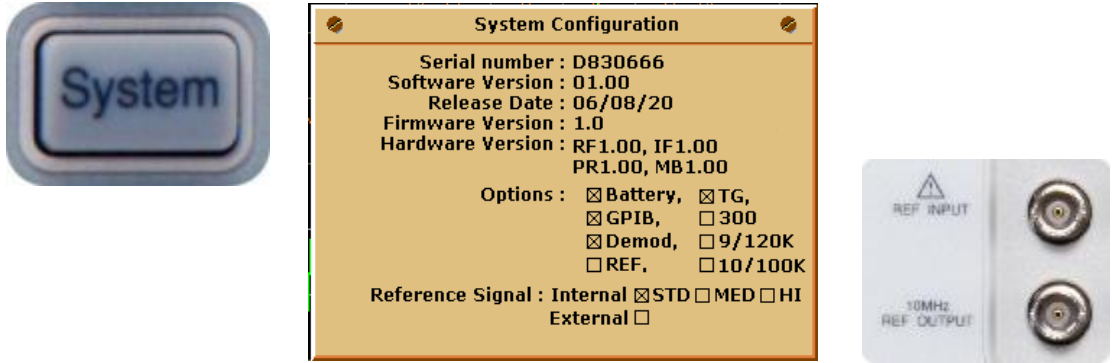 System
System Configuration
Serial number : D830666
Software Version : 01.00
Release Date : 06/08/20
Firmware Version : 1.0
Hardware Version : RF1.00, IF1.00
PR1.00, MB1.00
Options : ☒Battery, ☒TG,
☒GPIB, ☐300
☒Demod, ☐9/120K
☐REF, ☐10/100K
Reference Signal : Internal ☒STD ☐MED ☐HI
External ☐
REF INPUT
10MHz
REF OUTPUT